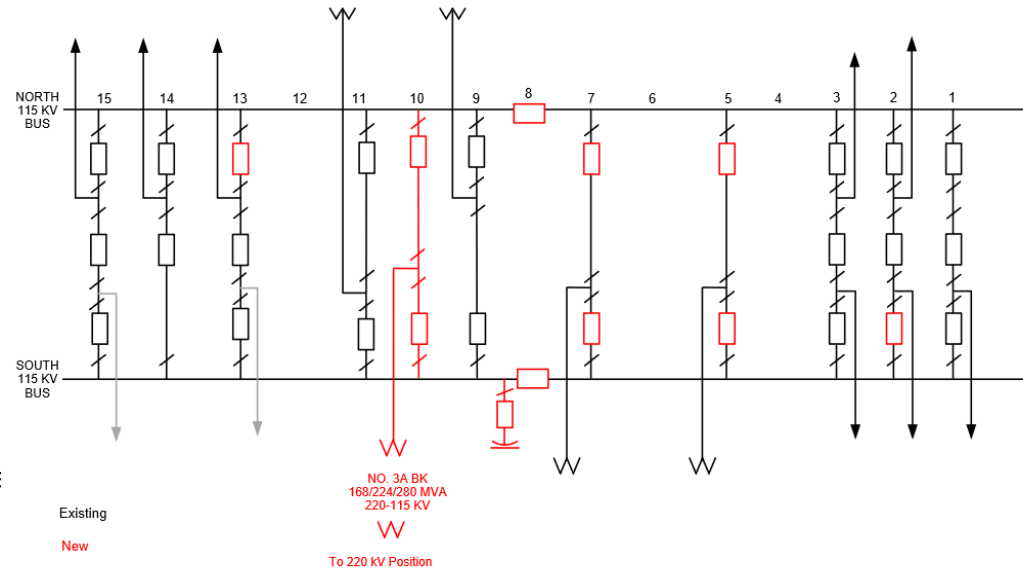 NORTH
115 KV
BUS
15 14 13 12 11 10 9 8 7 6 5 4 3 2 1
SOUTH
115 KV
BUS
NO. 3A BK
168/224/280 MVA
220-115 KV
Existing
New
To 220 kV Position